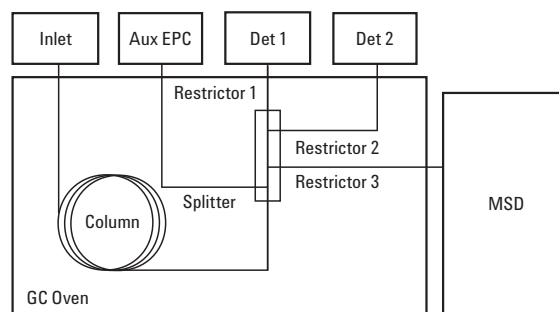 Inlet
Aux EPC
Det 1
Det 2
Restrictor 1
Restrictor 2
Restrictor 3
Splitter
Column
MSD
GC Oven